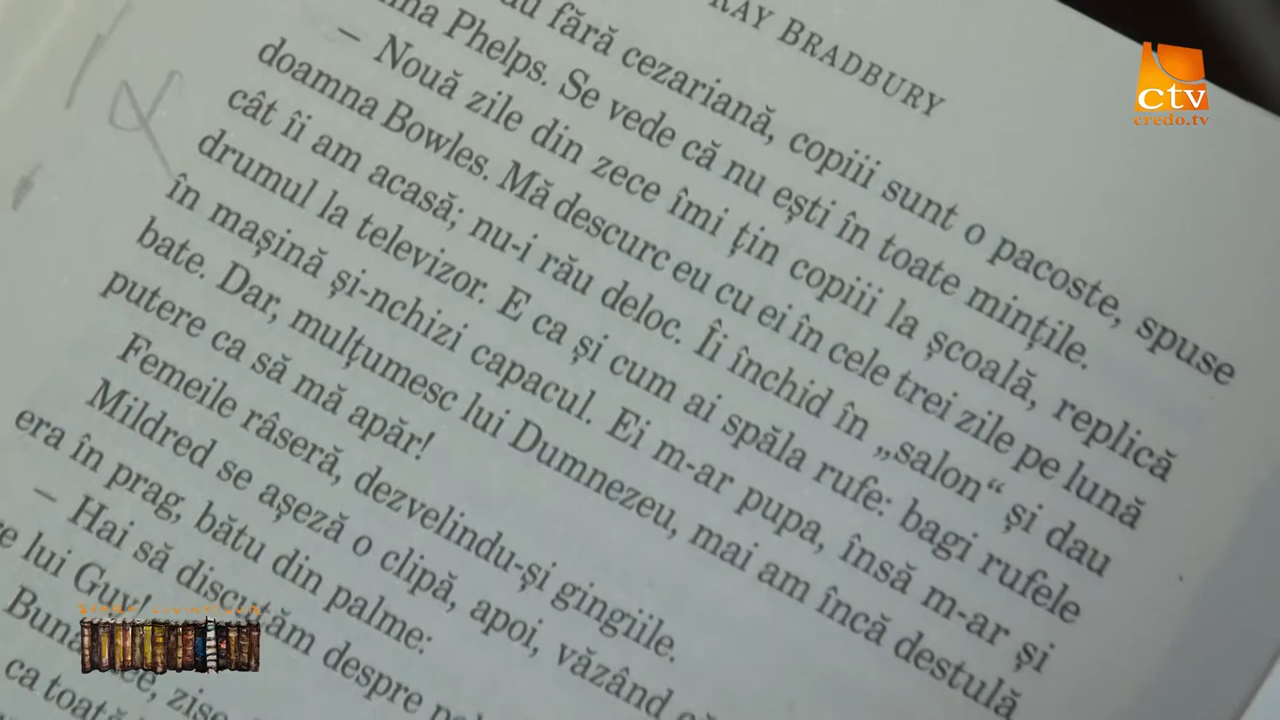 RAY BRADBURY
fără cezariană, copiii sunt o pacoste, spuse
Phelps. Se vede că nu ești în toate mințile.
– Nouă zile din zece îmi țin copiii la școală, replică
doamna Bowles. Mă descurc eu cu ei în cele trei zile pe lună
cât îi am acasă; nu-i rău deloc. Îi închid în „salon“ și dau
drumul la televizor. E ca și cum ai spăla rufe: bagi rufele
în mașină și-nchizi capacul. Ei m-ar pupa, însă m-ar și
bate. Dar, mulțumesc lui Dumnezeu, mai am încă destulă
putere ca să mă apăr!
Femeile râseră, dezvelindu-și gingiile.
Mildred se așeză o clipă, apoi, văzând
era în prag, bătu din palme:
– Hai să discutăm despre
lui Guy!
ca toată
ctv
credo.tv